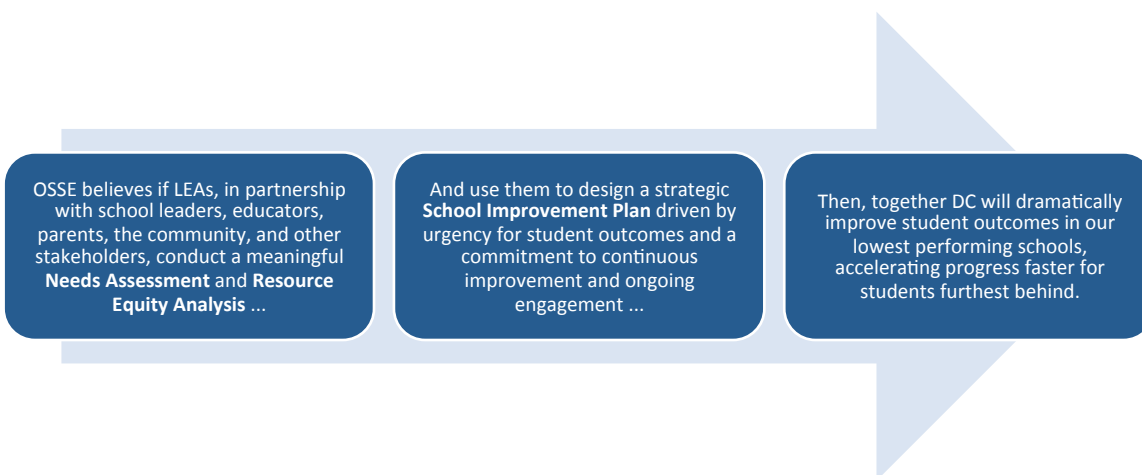 OSSE believes if LEAs, in partnership
with school leaders, educators,
parents, the community, and other
stakeholders, conduct a meaningful
Needs Assessment and Resource
Equity Analysis ...
And use them to design a strategic
School Improvement Plan driven by
urgency for student outcomes and a
commitment to continuous
improvement and ongoing
engagement ...
Then, together DC will dramatically
improve student outcomes in our
lowest performing schools,
accelerating progress faster for
students furthest behind.